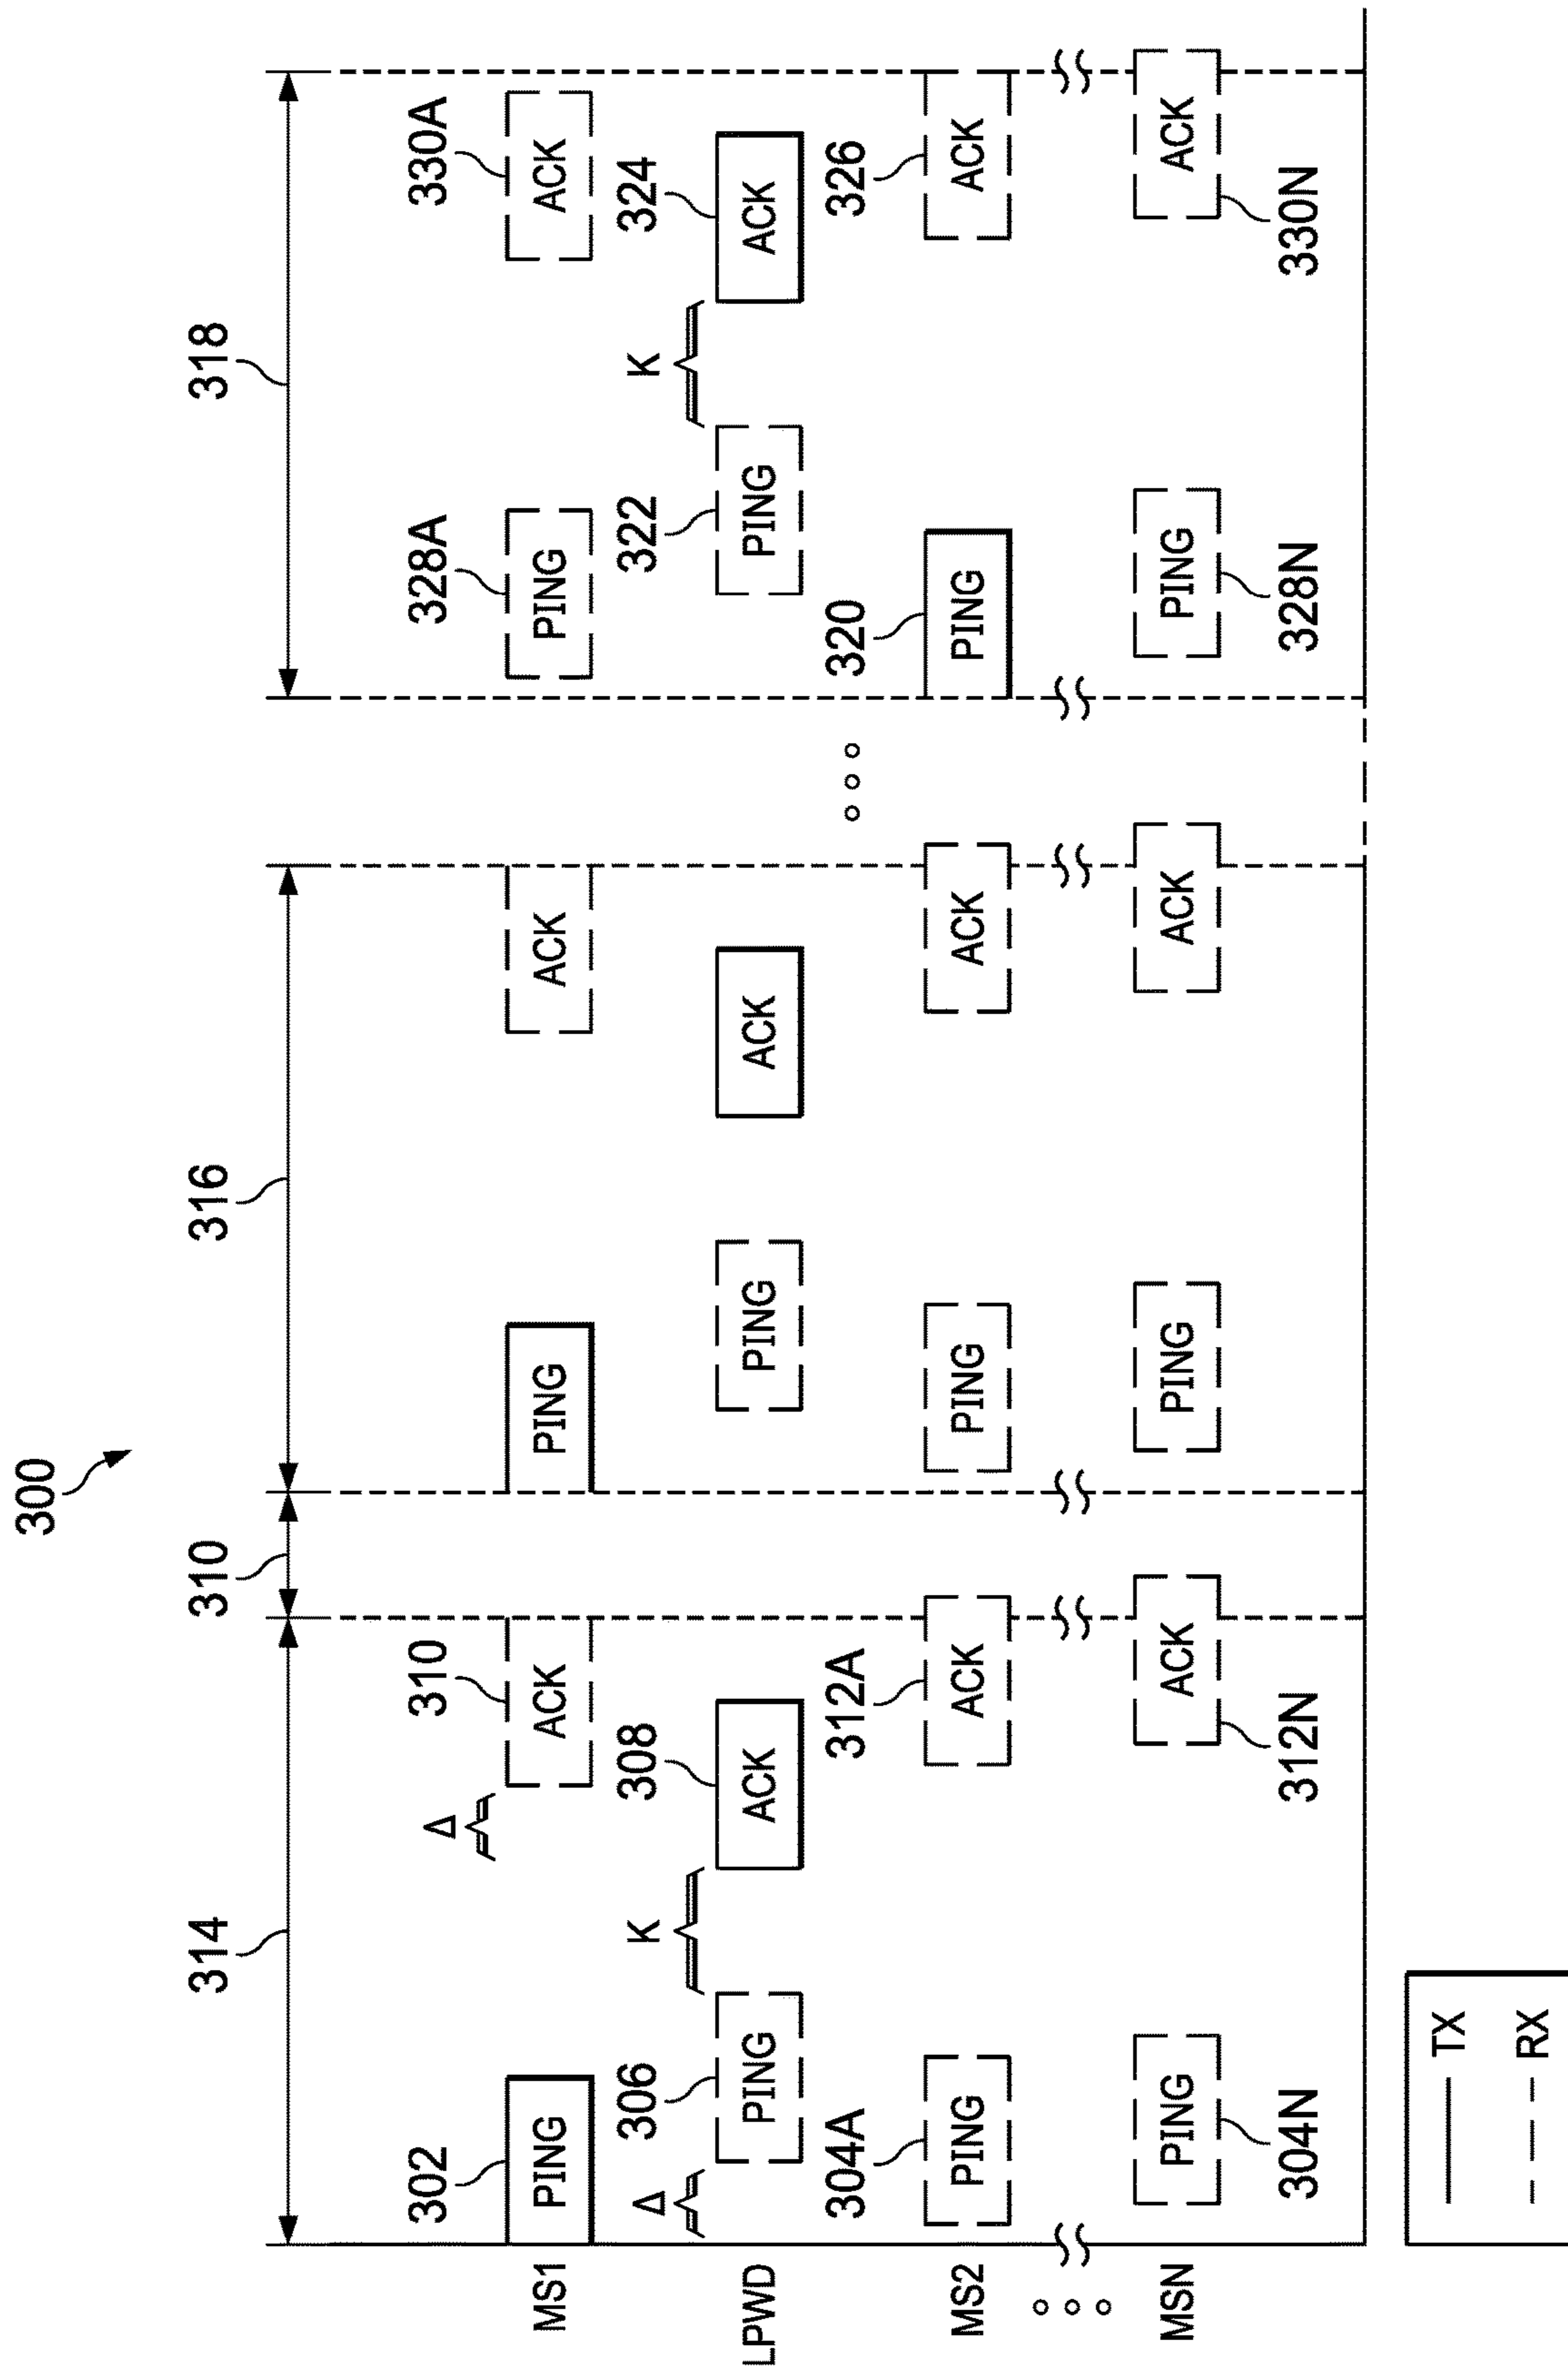 300
314
310
316
318
302
PING
Δ
310
ACK
PING
ACK
328A
PING
330A
ACK
MS1
Δ
306
PING
K
308
ACK
PING
ACK
322
PING
K
324
ACK
LPWD
304A
PING
312A
ACK
PING
ACK
320
PING
326
ACK
MS2
PING
304N
ACK
312N
PING
ACK
PING
328N
ACK
330N
MSN
TX
RX